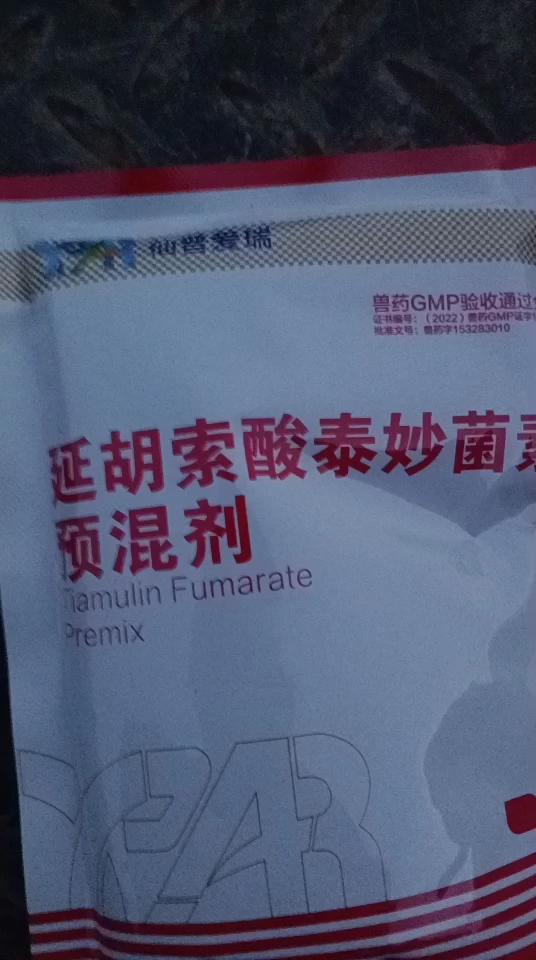 普爱瑞
兽药GMP验收通过
证书编号：（2022）兽药GMP证字
批准文号：兽药字153283010
延胡索酸泰妙菌素
预混剂
Tiamulin Fumarate
Premix